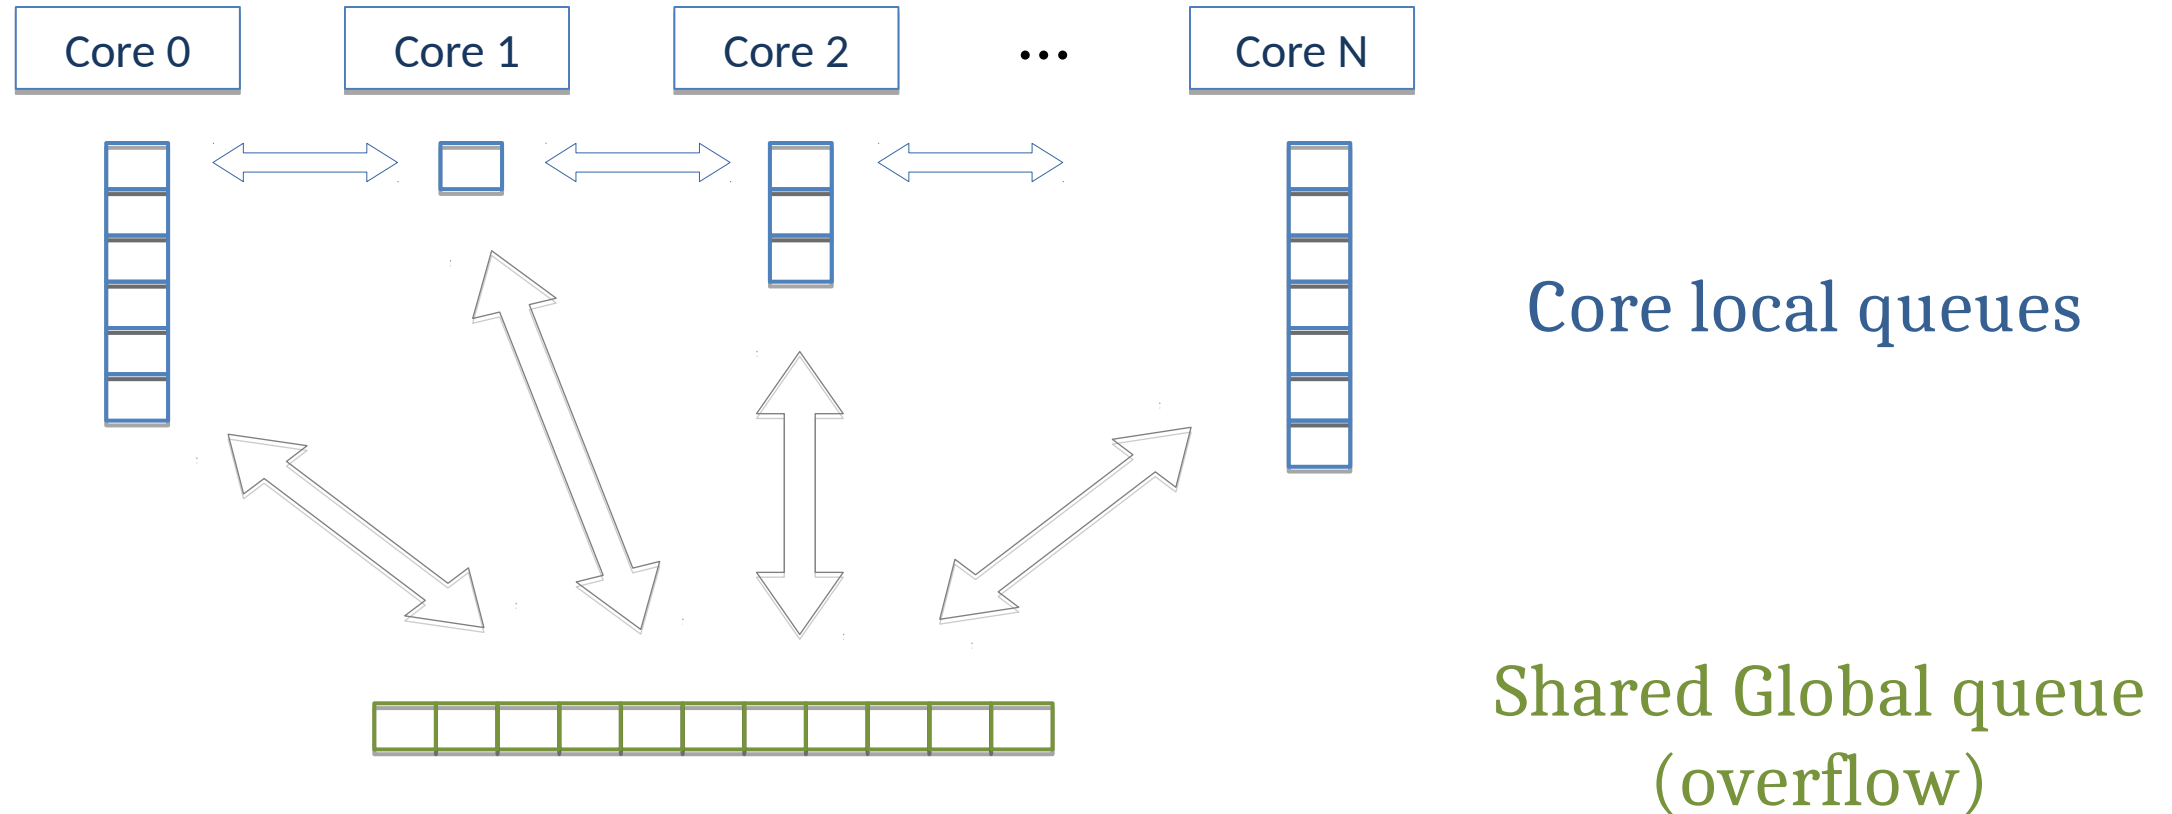 Core 0 Core 1 Core 2 ... Core N
Core local queues
Shared Global queue
(overflow)